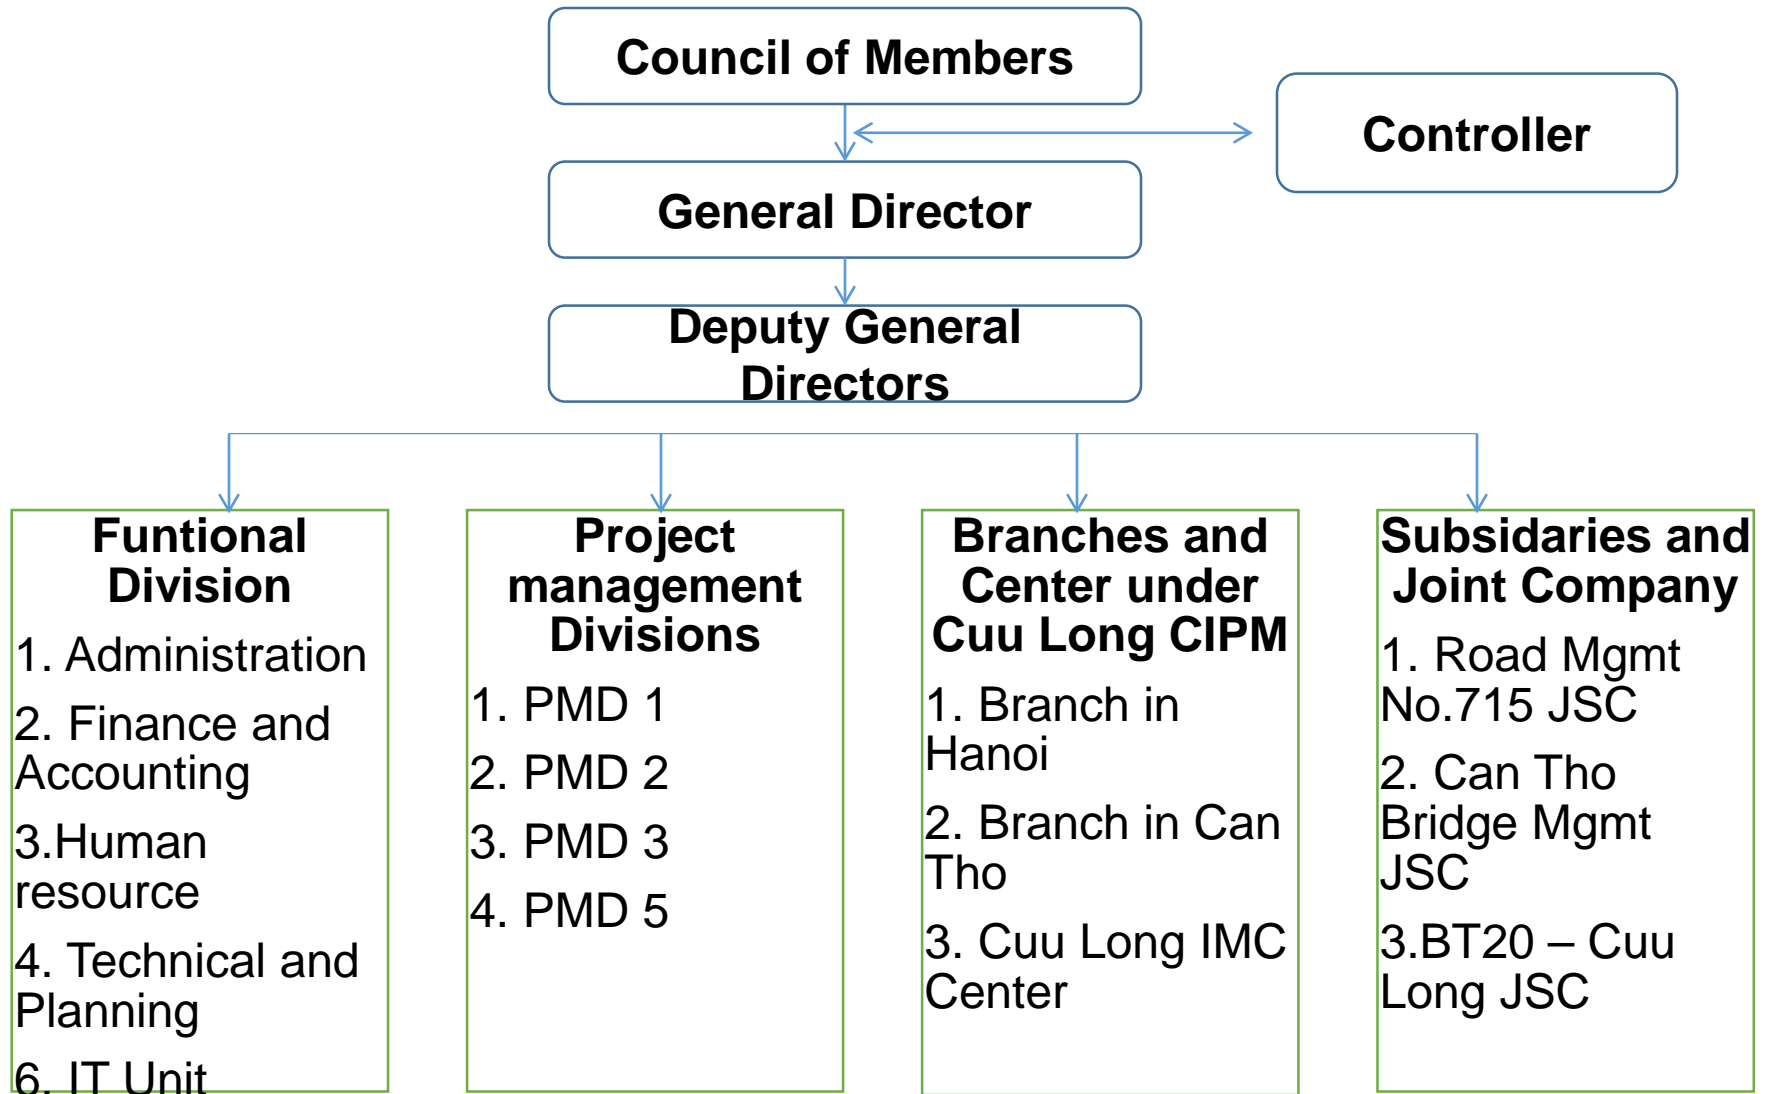 Council of Members
Controller
General Director
Deputy General
Directors
Funtional
Division
1. Administration
2. Finance and
Accounting
3.Human
resource
4. Technical and
Planning
6. IT Unit
Project
management
Divisions
1. PMD 1
2. PMD 2
3. PMD 3
4. PMD 5
Branches and
Center under
Cuu Long CIPM
1. Branch in
Hanoi
2. Branch in Can
Tho
3. Cuu Long IMC
Center
Subsidaries and
Joint Company
1. Road Mgmt
No.715 JSC
2. Can Tho
Bridge Mgmt
JSC
3.BT20 – Cuu
Long JSC